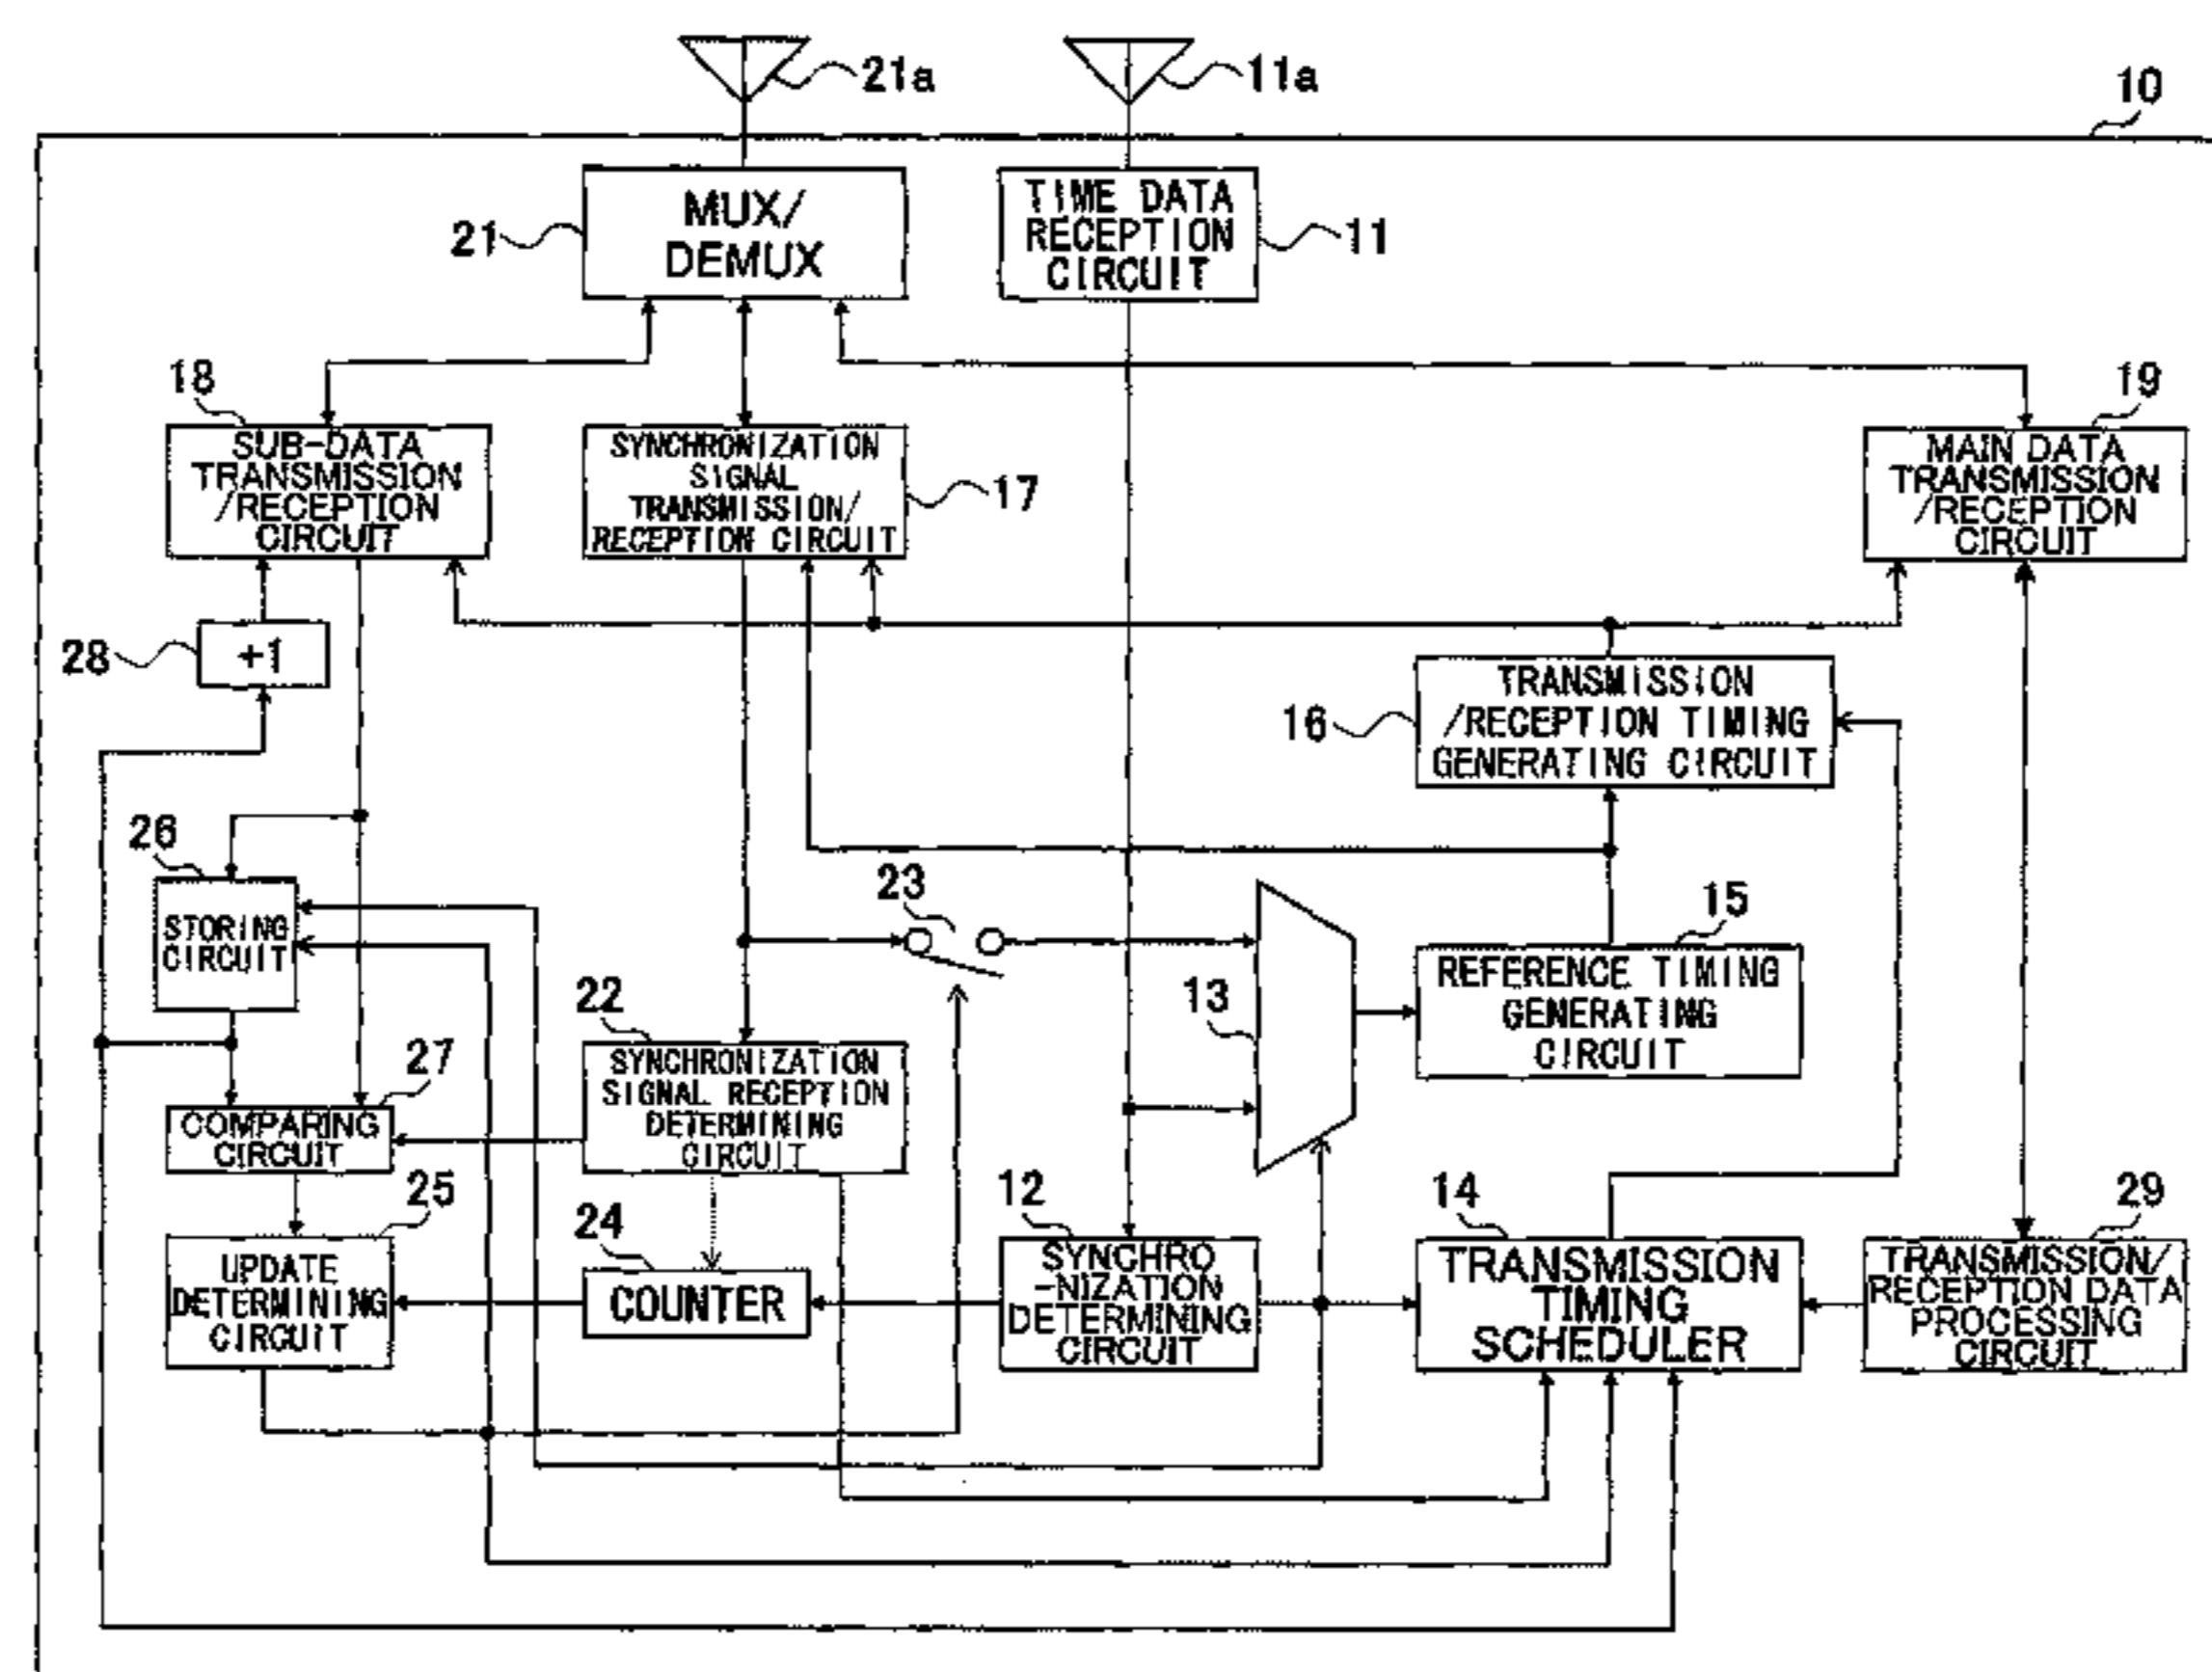 21a
11a
10
MUX/
DEMUX
21
TIME DATA
RECEPTION
CIRCUIT
11
18
SUB-DATA
TRANSMISSION
/RECEPTION
CIRCUIT
SYNCHRONIZATION
SIGNAL
TRANSMISSION/
RECEPTION CIRCUIT
17
19
MAIN DATA
TRANSMISSION
/RECEPTION
CIRCUIT
28
+1
16
TRANSMISSION
/RECEPTION TIMING
GENERATING CIRCUIT
26
STORING
CIRCUIT
23
13
15
REFERENCE TIMING
GENERATING
CIRCUIT
22
SYNCHRONIZATION
SIGNAL RECEPTION
DETERMINING
CIRCUIT
27
COMPARING
CIRCUIT
25
UPDATE
DETERMINING
CIRCUIT
24
COUNTER
12
SYNCHRO
-NIZATION
DETERMINING
CIRCUIT
14
TRANSMISSION
TIMING
SCHEDULER
29
TRANSMISSION/
RECEPTION DATA
PROCESSING
CIRCUIT